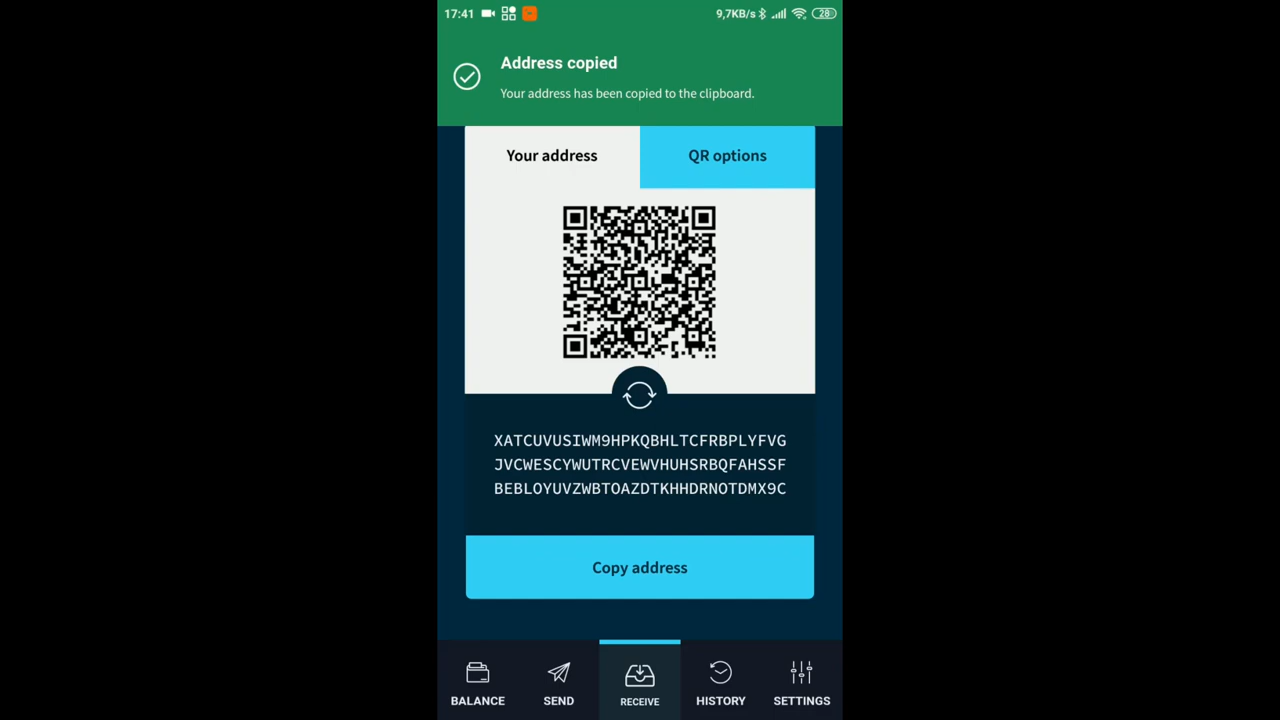 17:41 9,7KB/s 28
Address copied
Your address has been copied to the clipboard.
Your address QR options
XATCUVUSIWM9HPKQBHLTCFRBPLYFVG
JVCWESCYWUTRCVEWVHUHSRBQFAHSSF
BEBLOYUVZWBTOAZDTKHHDRNOTDMX9C
Copy address
BALANCE SEND RECEIVE HISTORY SETTINGS